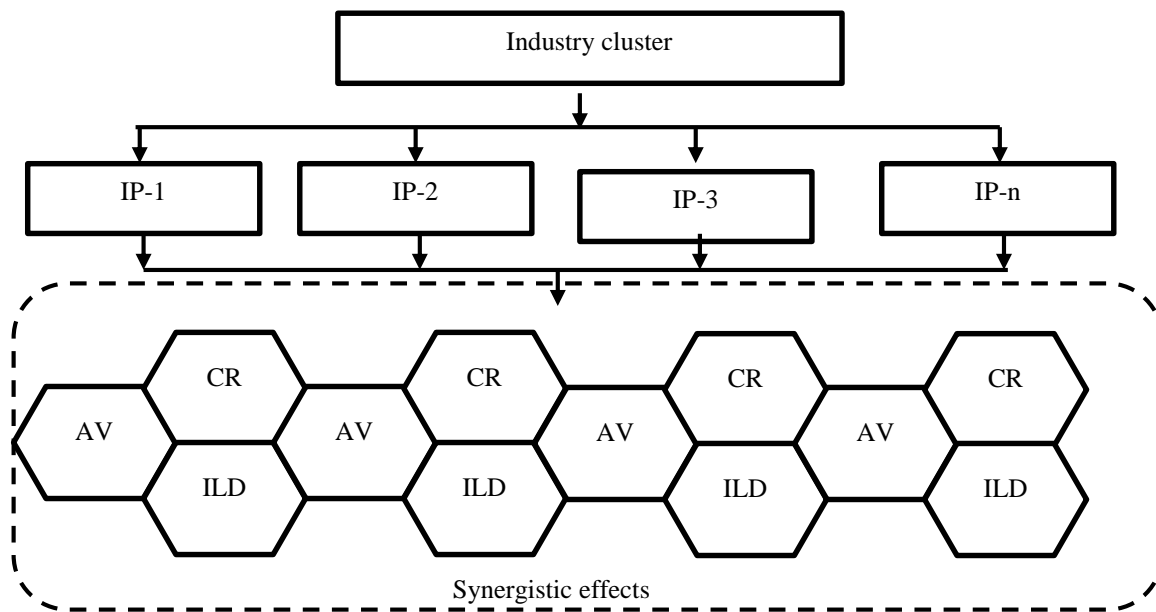 Industry cluster
IP-1 IP-2 IP-3 IP-n
CR CR CR CR
AV AV AV AV
ILD ILD ILD ILD
Synergistic effects